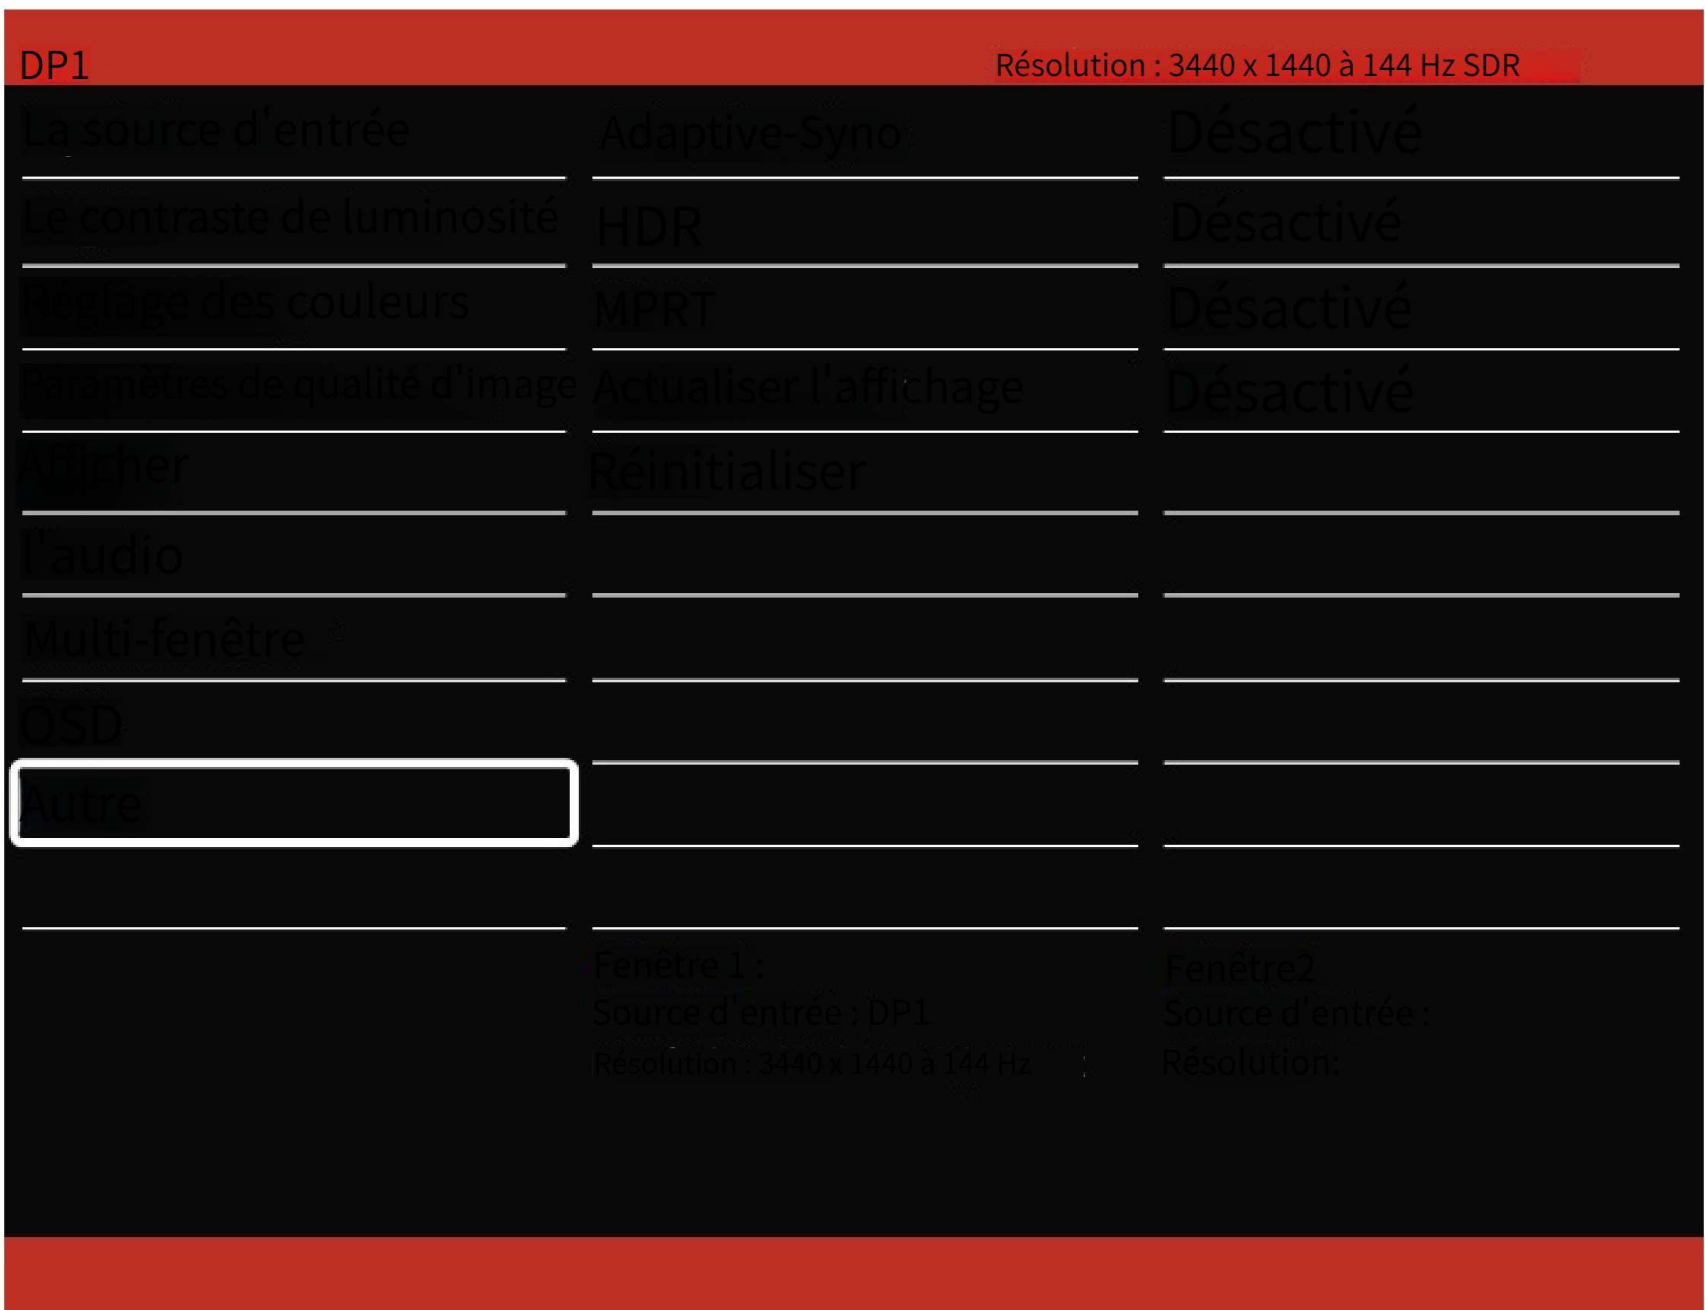 DP1
Résolution : 3440 x 1440 à 144 Hz SDR
La source d'entrée
Adaptive-Syno
Désactivé
Le contraste de luminosité
HDR
Désactivé
Réglage des couleurs
MPRT
Désactivé
Paramètres de qualité d'image
Actualiser l'affichage
Désactivé
Afficher
Réinitialiser
l'audio
Multi-fenêtre
OSD
Autre
Fenêtre 1 :
Source d'entrée : DP1
Résolution : 3440 x 1440 à 144 Hz
Fenêtre2
Source d'entrée :
Résolution: